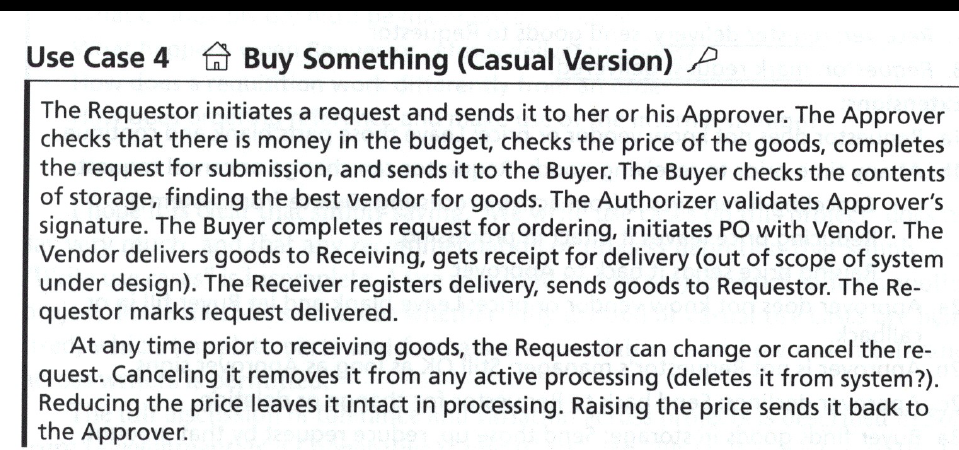 Use Case 4 Buy Something (Casual Version)
The Requestor initiates a request and sends it to her or his Approver. The Approver
checks that there is money in the budget, checks the price of the goods, completes
the request for submission, and sends it to the Buyer. The Buyer checks the contents
of storage, finding the best vendor for goods. The Authorizer validates Approver's
signature. The Buyer completes request for ordering, initiates PO with Vendor. The
Vendor delivers goods to Receiving, gets receipt for delivery (out of scope of system
under design). The Receiver registers delivery, sends goods to Requestor. The Re-
questor marks request delivered.
At any time prior to receiving goods, the Requestor can change or cancel the re-
quest. Canceling it removes it from any active processing (deletes it from system?).
Reducing the price leaves it intact in processing. Raising the price sends it back to
the Approver.